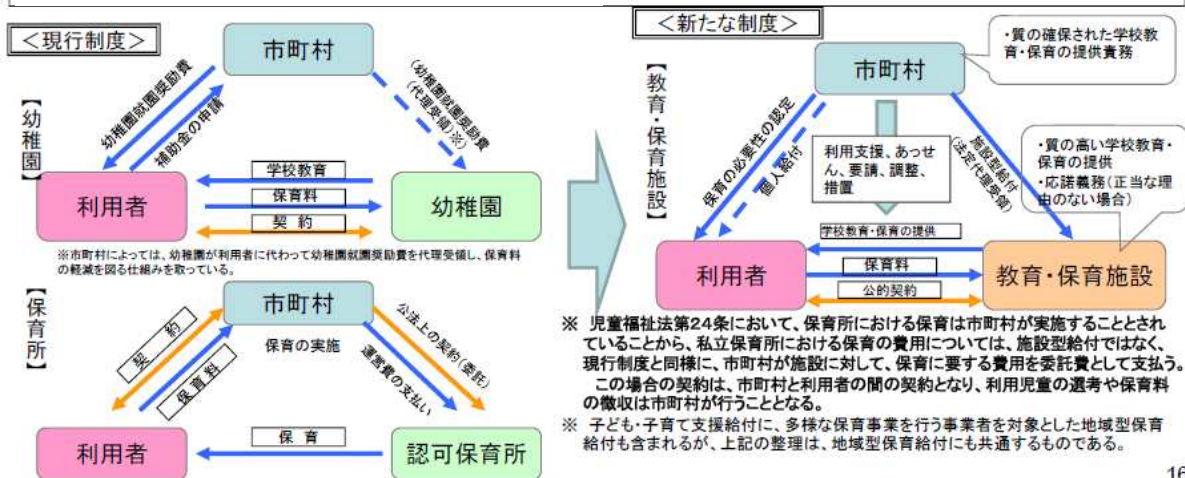 ＜現行制度＞
【幼稚園】
市町村
幼稚園就園奨励費
補助金の申請
(幼稚園就園奨励費
(代理受領)※)
利用者
学校教育
保育料
契約
幼稚園
※市町村によっては、幼稚園が利用者に代わって幼稚園就園奨励費を代理受領し、保育料
の軽減を図る仕組みを取っている。
【保育所】
市町村
契約
保育料
保育の実施
公法上の契約(委託)
運営費の支払い
利用者
保育
認可保育所
＜新たな制度＞
【教育・保育施設】
市町村
・質の確保された学校教
育・保育の提供責務
保育の必要性の認定
個人給付
利用支援、あっせ
ん、要請、調整、
措置
施設型給付
(法定代理受領)
・質の高い学校教育・
保育の提供
・応諾義務(正当な理
由のない場合)
利用者
学校教育・保育の提供
保育料
公的契約
教育・保育施設
※ 児童福祉法第24条において、保育所における保育は市町村が実施することとされ
ていることから、私立保育所における保育の費用については、施設型給付ではなく、
現行制度と同様に、市町村が施設に対して、保育に要する費用を委託費として支払う。
この場合の契約は、市町村と利用者の間の契約となり、利用児童の選考や保育料
の徴収は市町村が行うこととなる。
※ 子ども・子育て支援給付に、多様な保育事業を行う事業者を対象とした地域型保育
給付も含まれるが、上記の整理は、地域型保育給付にも共通するものである。
16